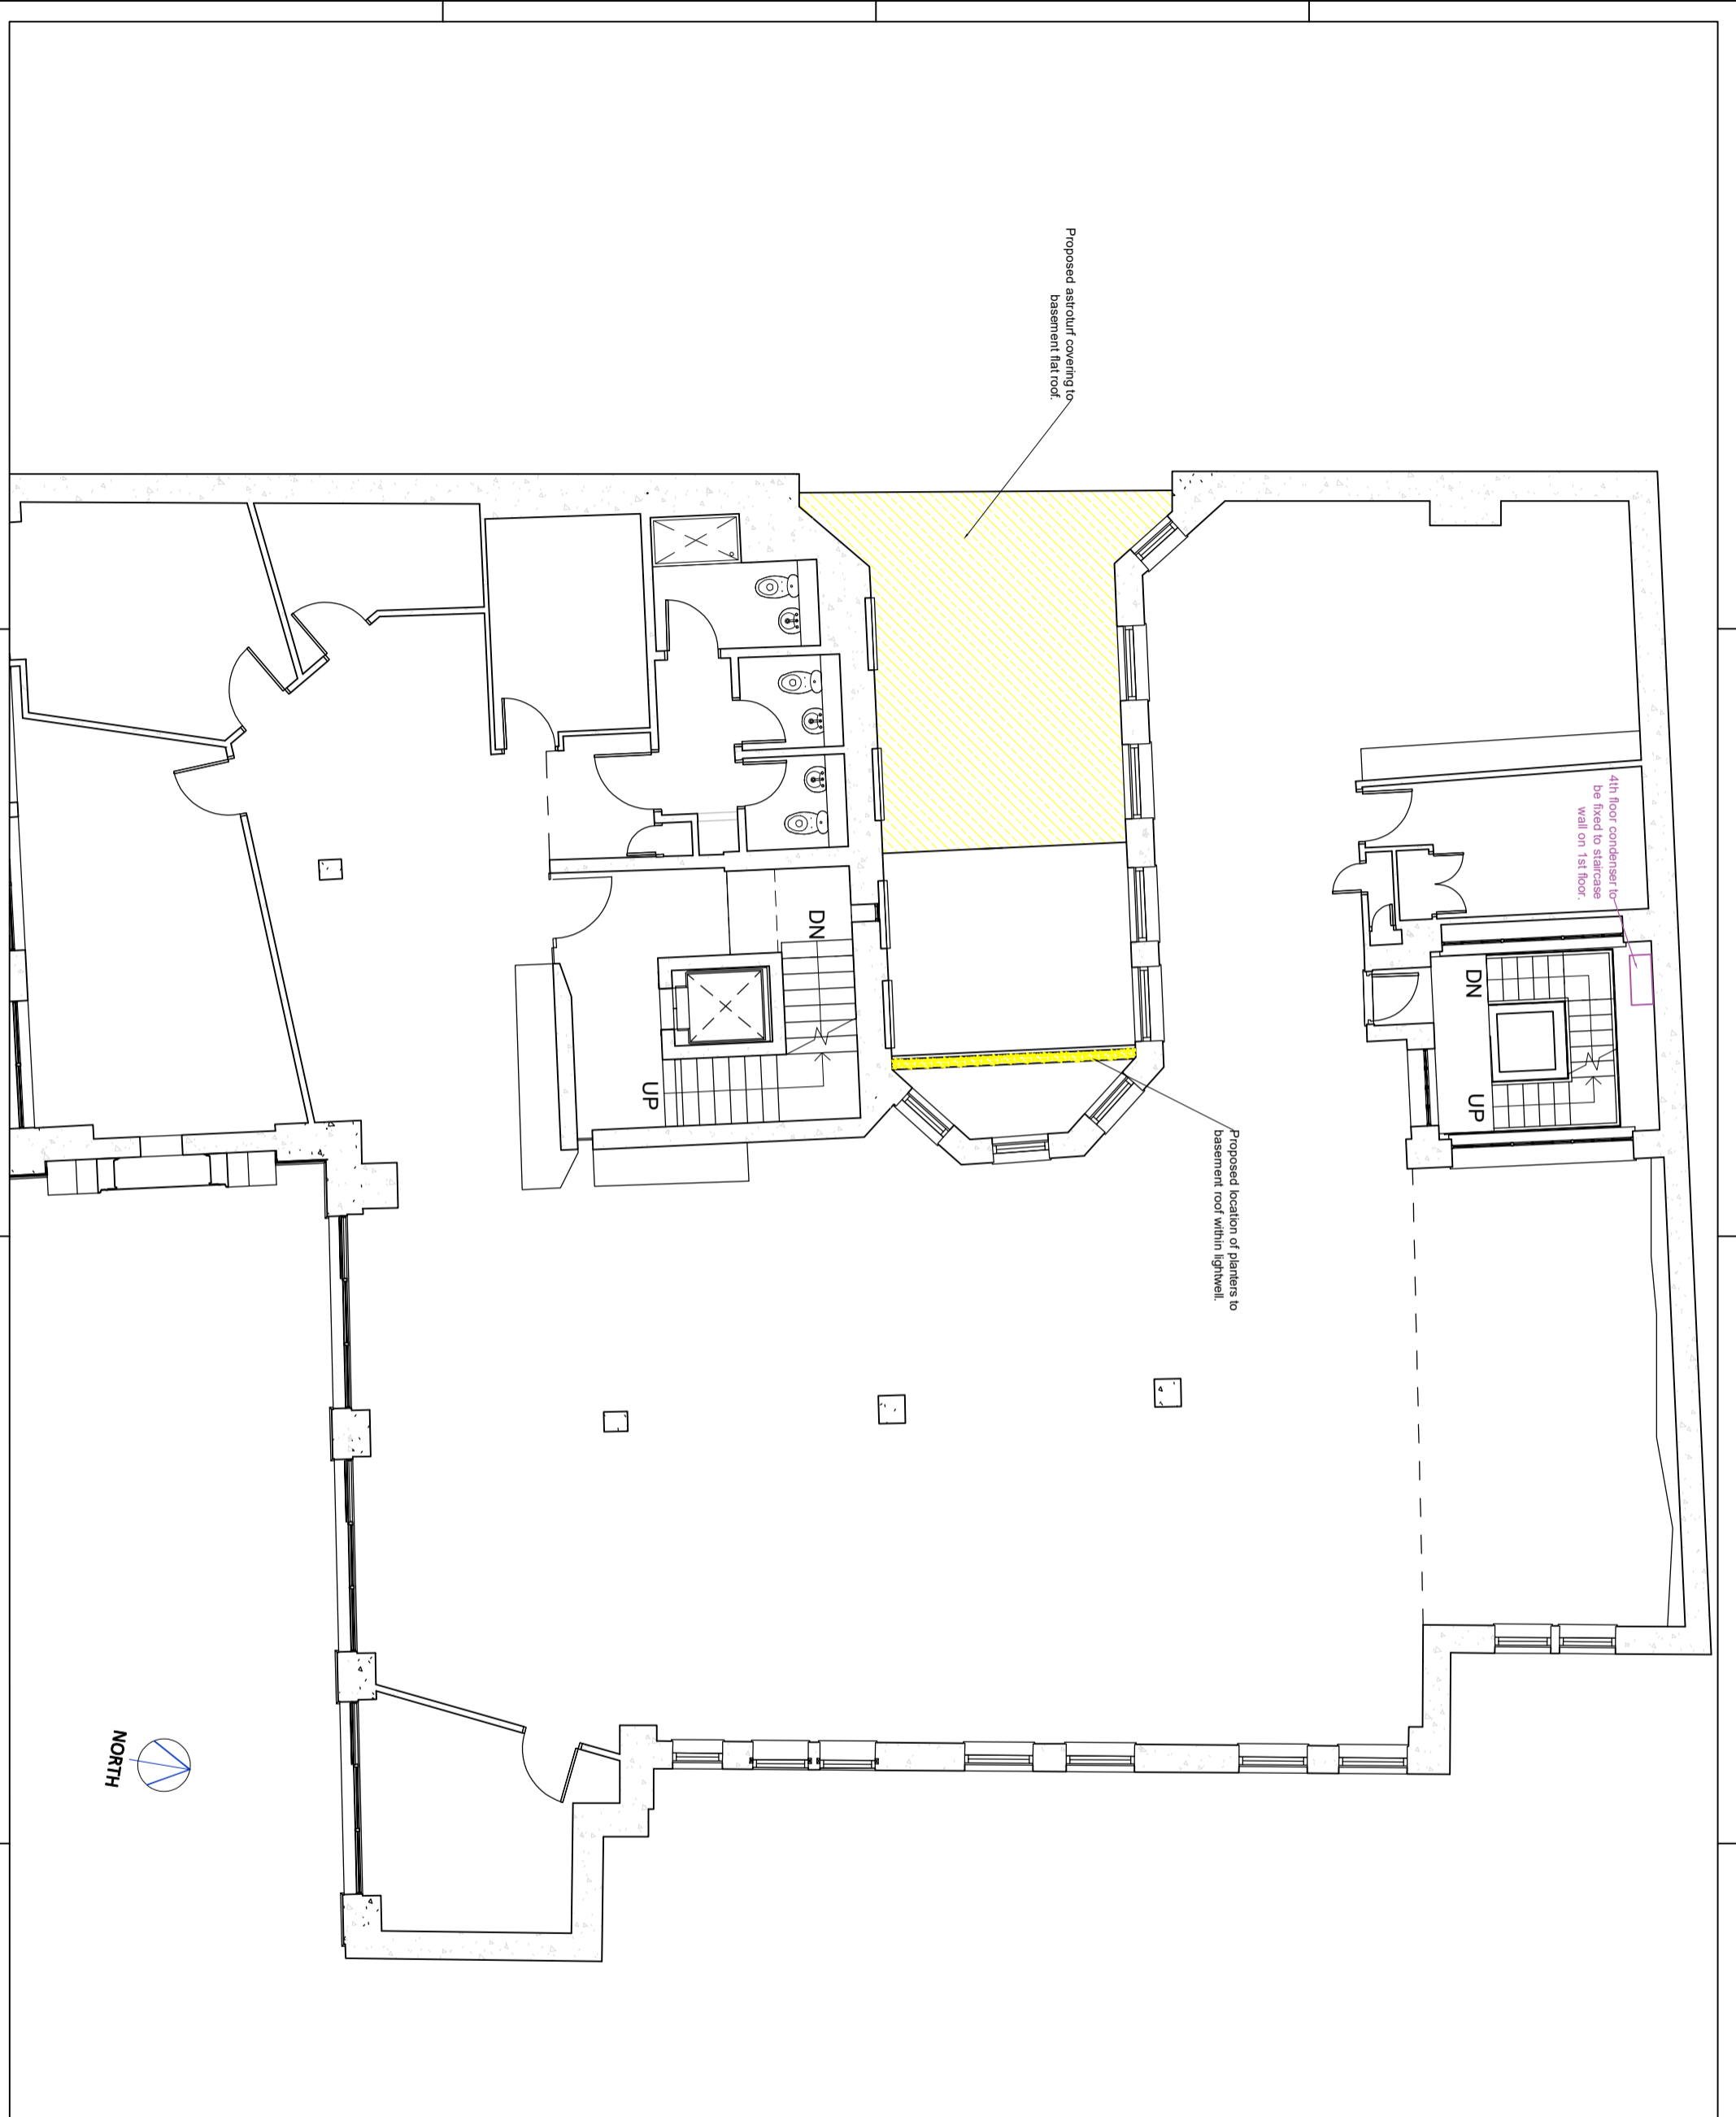 Proposed astroturf covering to
basement flat roof.
4th floor condenser to
be fixed to staircase
wall on 1st floor.
DN
UP
DN
UP
Proposed location of planters to
basement roof within lightwell.
NORTH